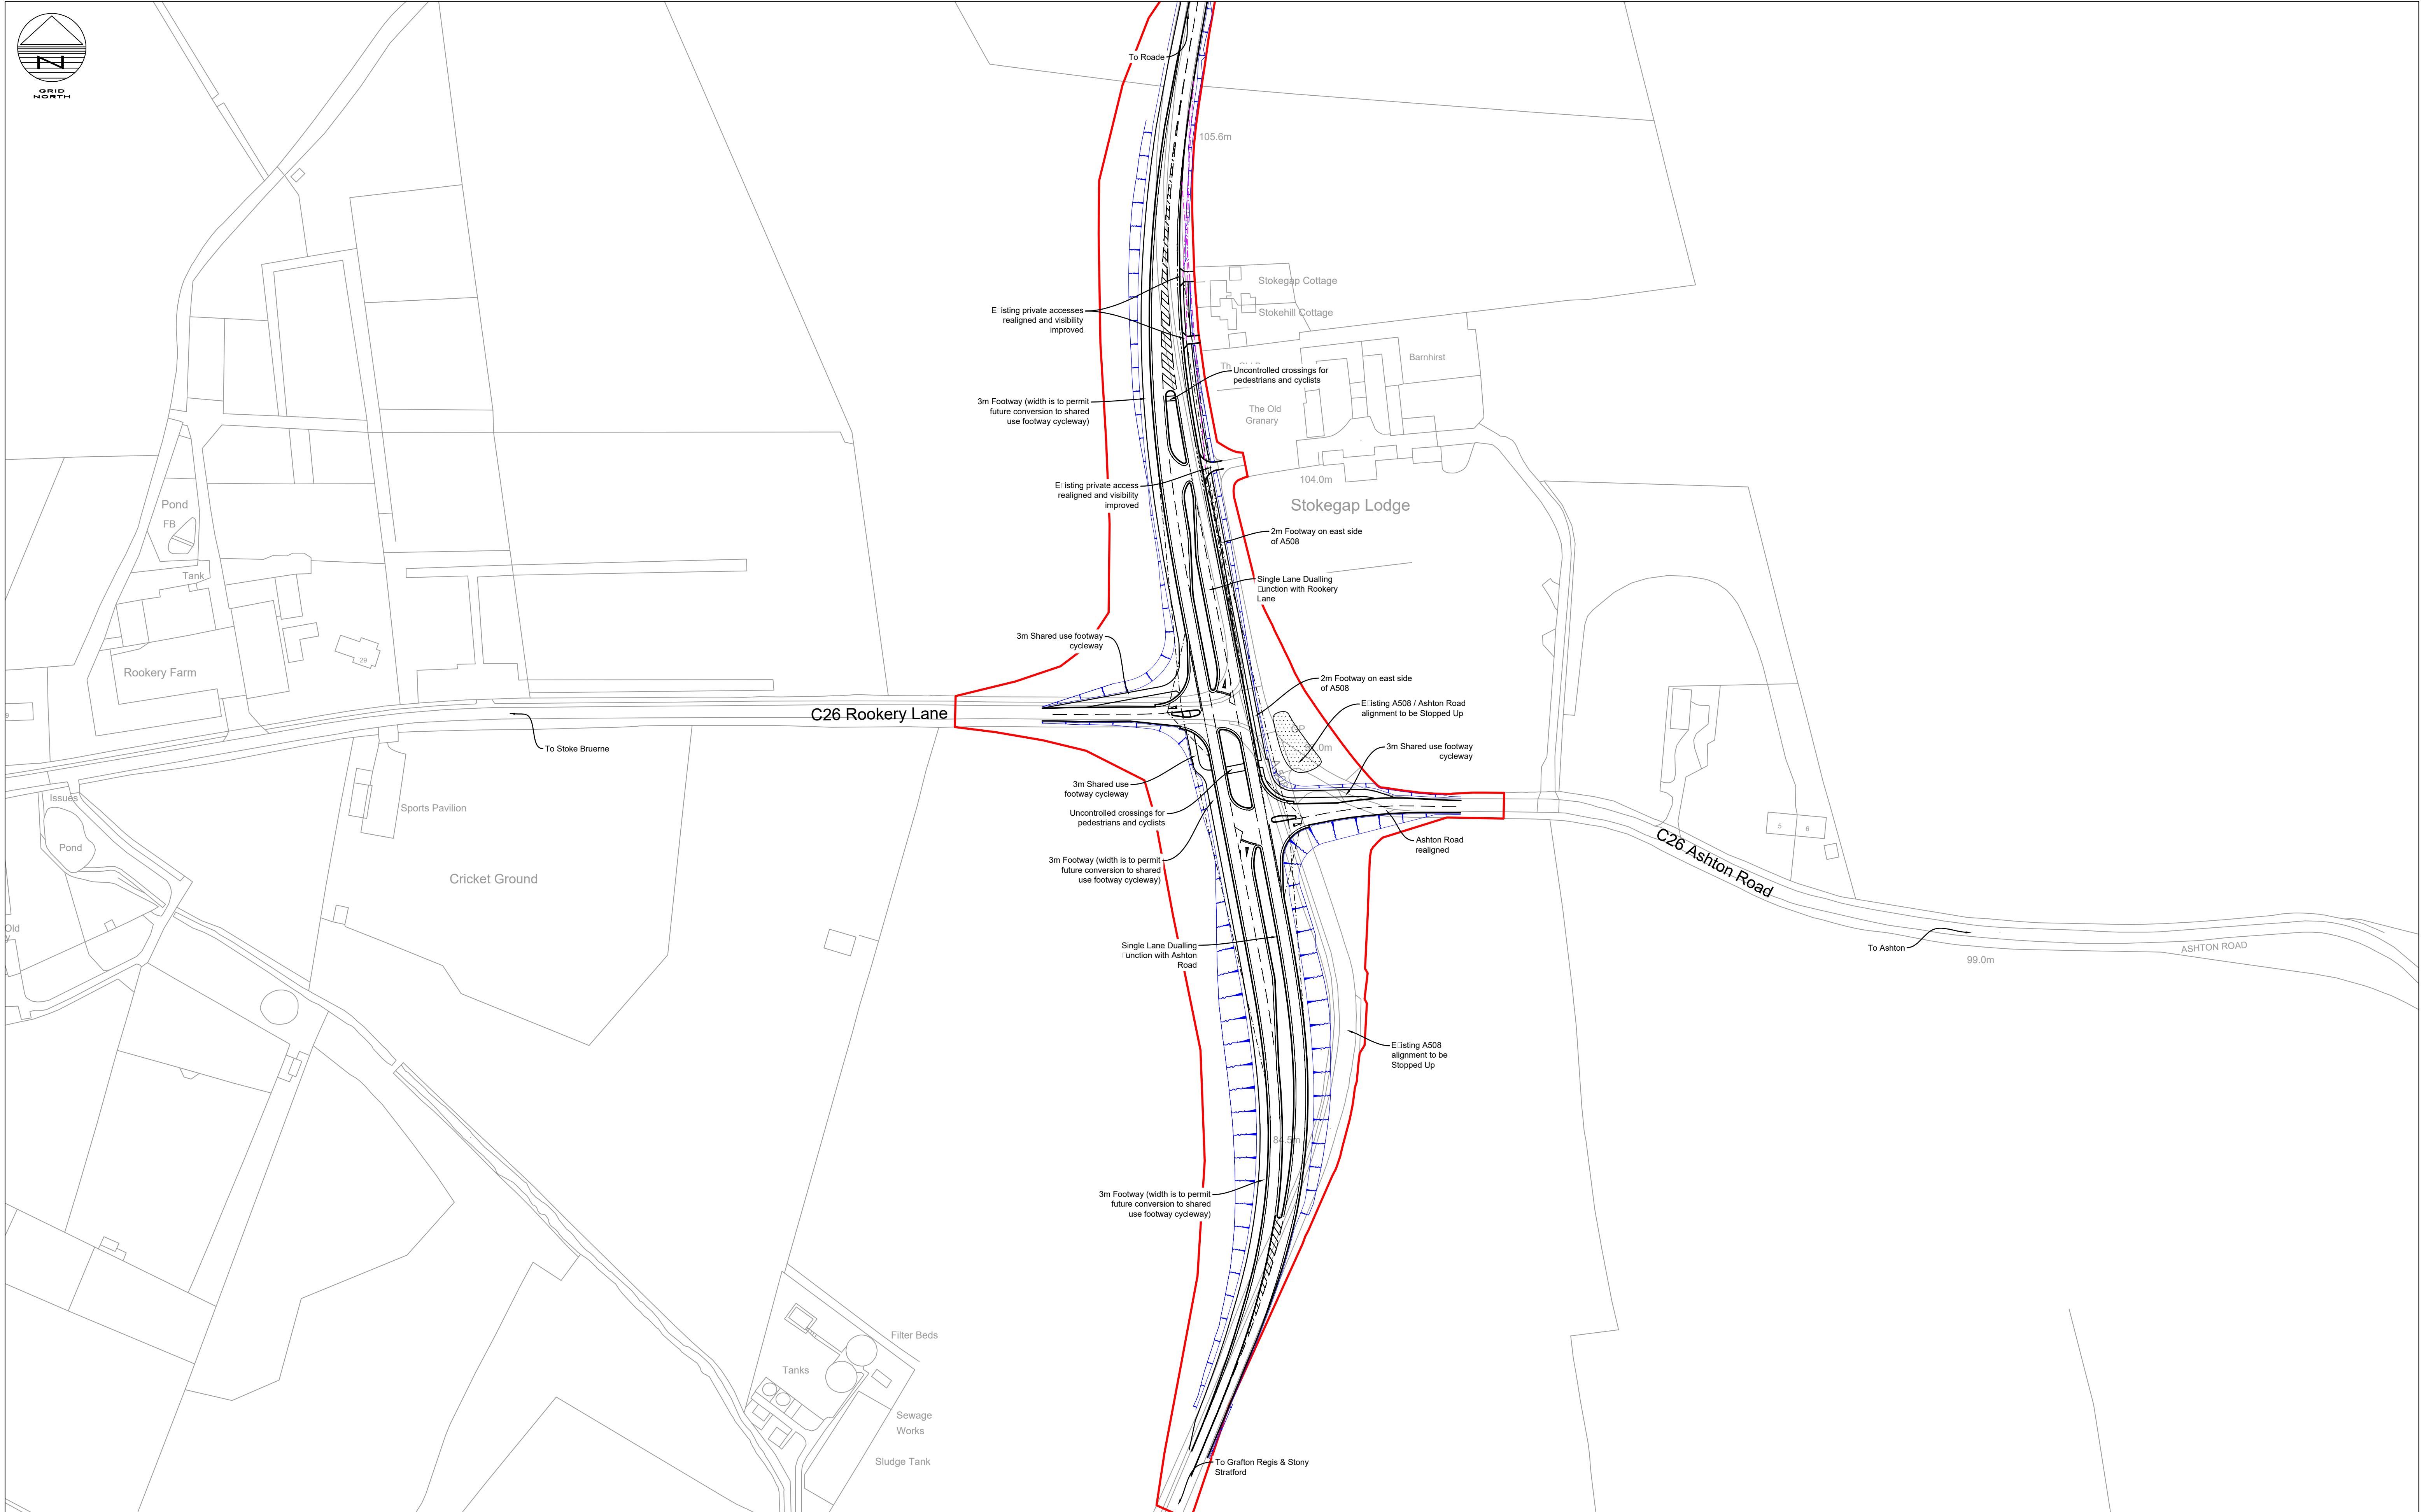 N
GRID
NORTH
To Roade
105.6m
Stokegap Cottage
E□isting private accesses
realigned and visibility
improved
Stokehill Cottage
Barnhirst
Uncontrolled crossings for
pedestrians and cyclists
3m Footway (width is to permit
future conversion to shared
use footway cycleway)
The Old
Granary
104.0m
E□isting private access
realigned and visibility
improved
Stokegap Lodge
Pond
FB
2m Footway on east side
of A508
Tank
Single Lane Dualling
□unction with Rookery
Lane
3m Shared use footway
cycleway
29
Rookery Farm
2m Footway on east side
of A508
E□isting A508 / Ashton Road
alignment to be Stopped Up
C26 Rookery Lane
To Stoke Bruerne
3m Shared use footway
cycleway
3m Shared use
footway cycleway
Issues
Sports Pavilion
Uncontrolled crossings for
pedestrians and cyclists
5
6
Pond
Ashton Road
realigned
C26 Ashton Road
3m Footway (width is to permit
future conversion to shared
use footway cycleway)
Cricket Ground
Old
Single Lane Dualling
□unction with Ashton
Road
To Ashton
ASHTON ROAD
99.0m
E□isting A508
alignment to be
Stopped Up
3m Footway (width is to permit
future conversion to shared
use footway cycleway)
Filter Beds
Tanks
Sewage
Works
Sludge Tank
To Grafton Regis & Stony
Stratford